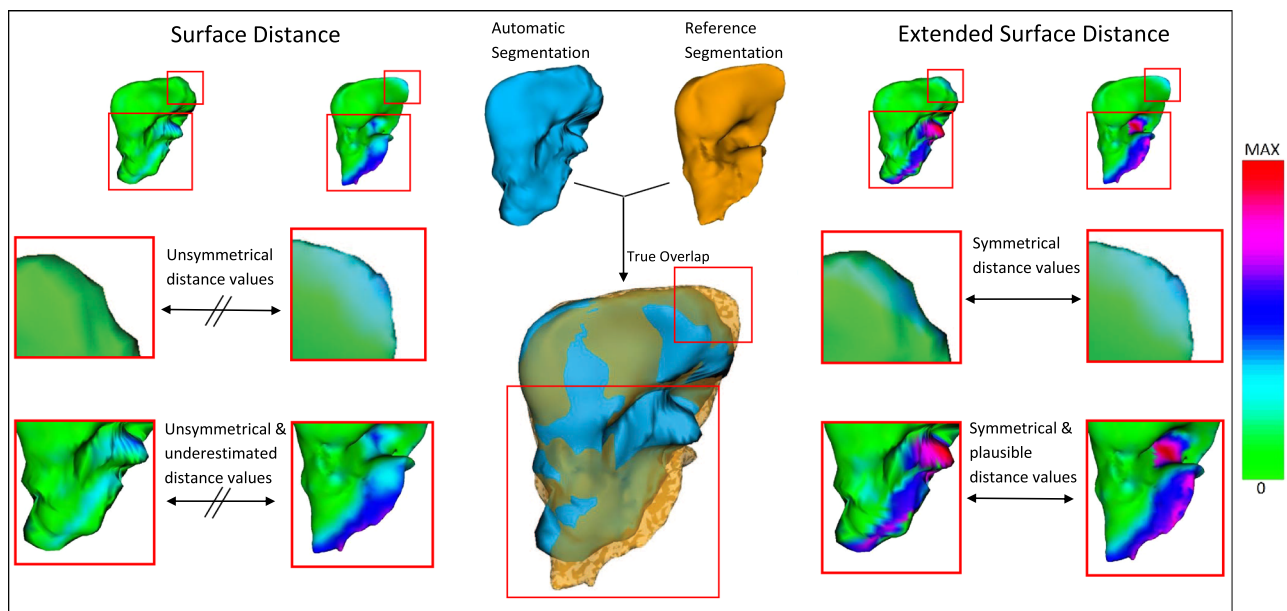 Surface Distance
Automatic
Segmentation
Reference
Segmentation
Extended Surface Distance
MAX
Unsymmetrical
distance values
True Overlap
Symmetrical
distance values
Unsymmetrical &
underestimated
distance values
Symmetrical &
plausible
distance values
0